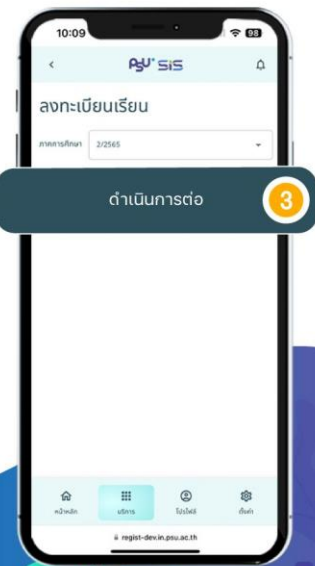 10:09
98
PSU SIS
ลงทะเบียนเรียน
ภาคการศึกษา 2/2565
ดำเนินการต่อ
3
หน้าหลัก บริการ โปรไฟล์ ตั้งค่า
regist-dev.in.psu.ac.th